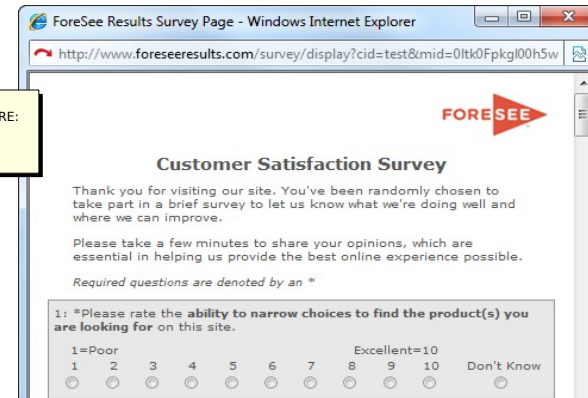 ForeSee Results Survey Page - Windows Internet Explorer
http://www.foreseeresults.com/survey/display?cid=test&mid=0ltk0Fpkgl00h5w
RE:
FORESEE
Customer Satisfaction Survey
Thank you for visiting our site. You've been randomly chosen to
take part in a brief survey to let us know what we're doing well and
where we can improve.
Please take a few minutes to share your opinions, which are
essential in helping us provide the best online experience possible.
Required questions are denoted by an *
1: *Please rate the ability to narrow choices to find the product(s) you
are looking for on this site.
1=Poor Excellent=10
1 2 3 4 5 6 7 8 9 10 Don't Know